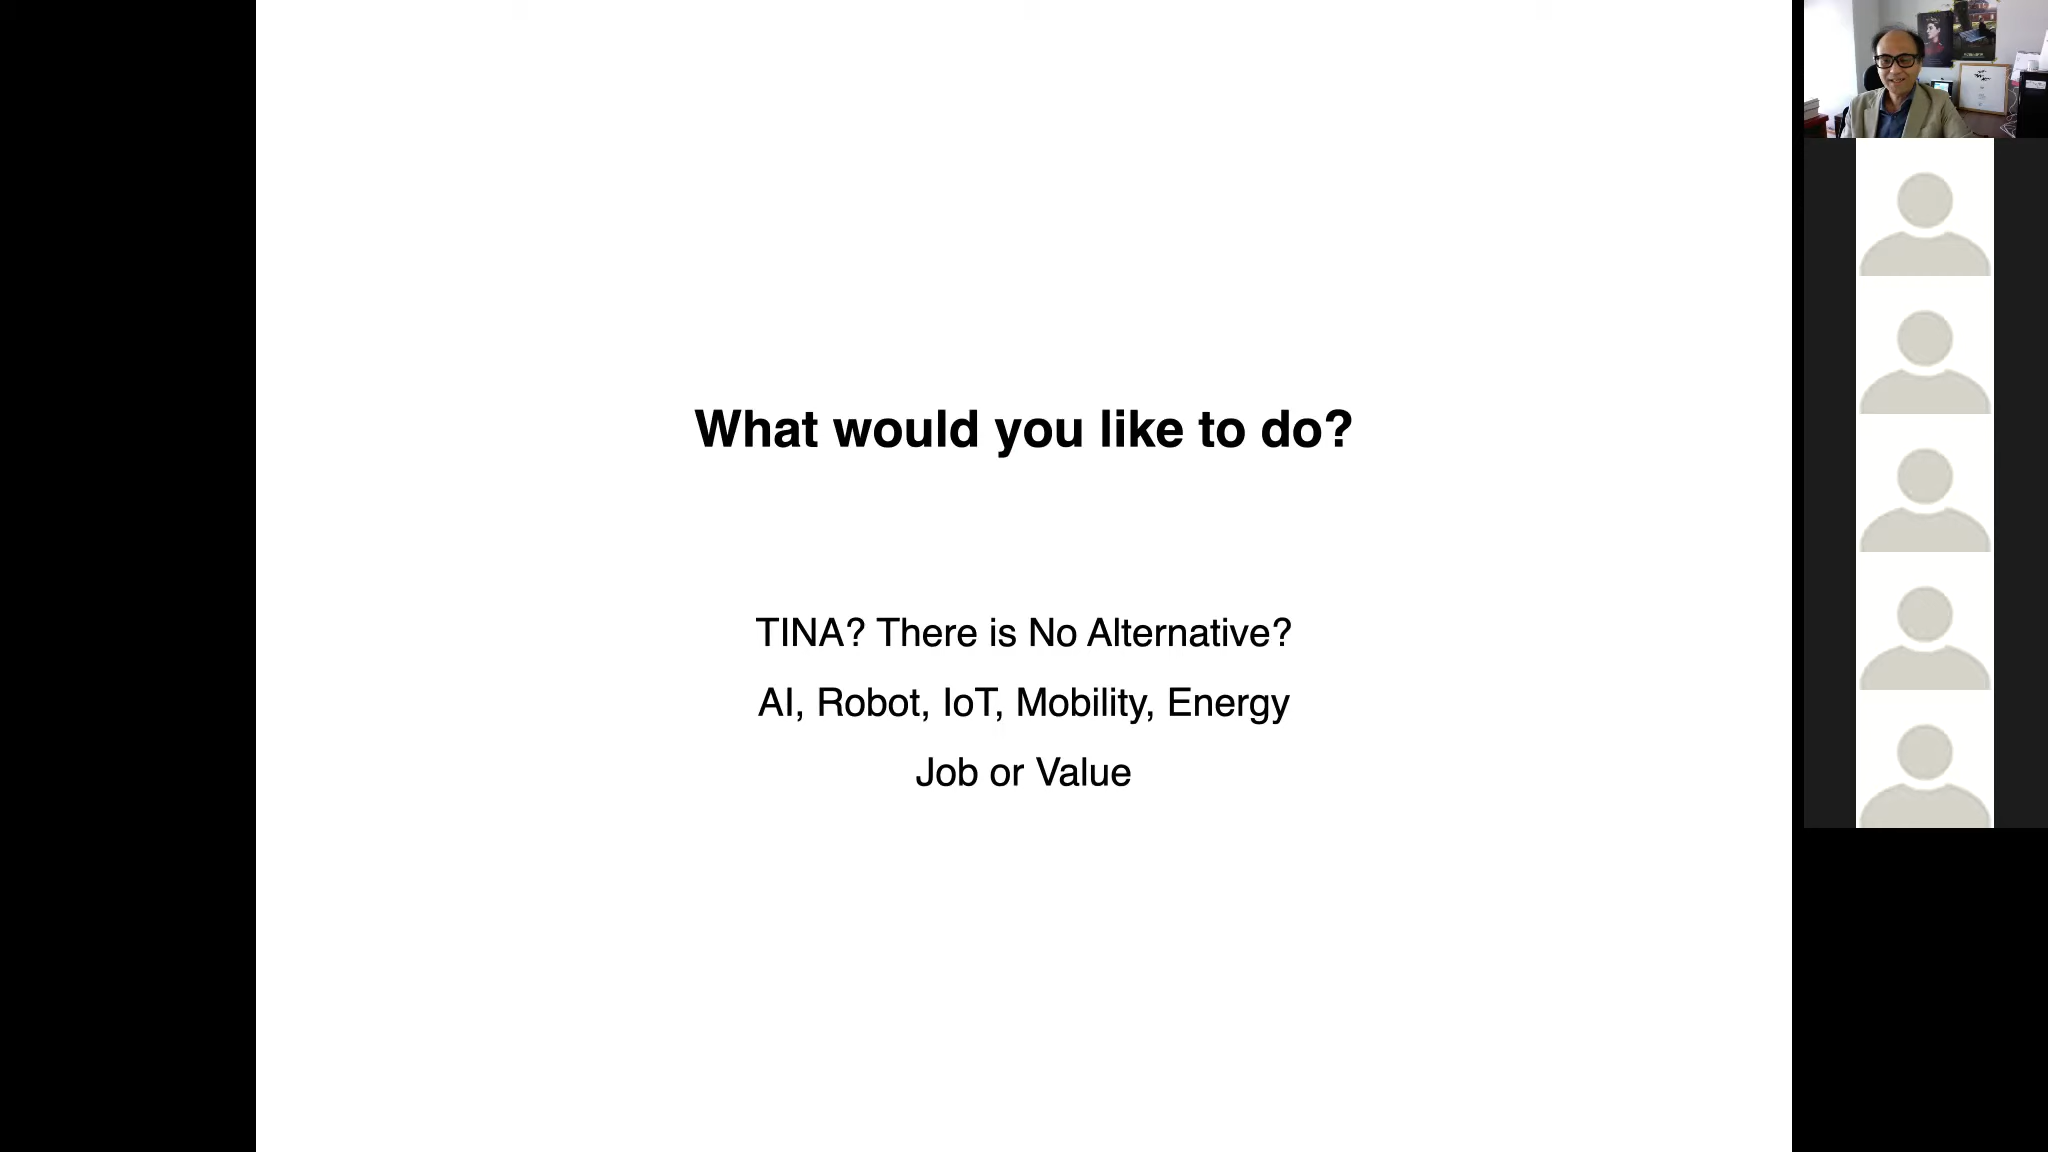 What would you like to do?
TINA? There is No Alternative?
AI, Robot, IoT, Mobility, Energy
Job or Value